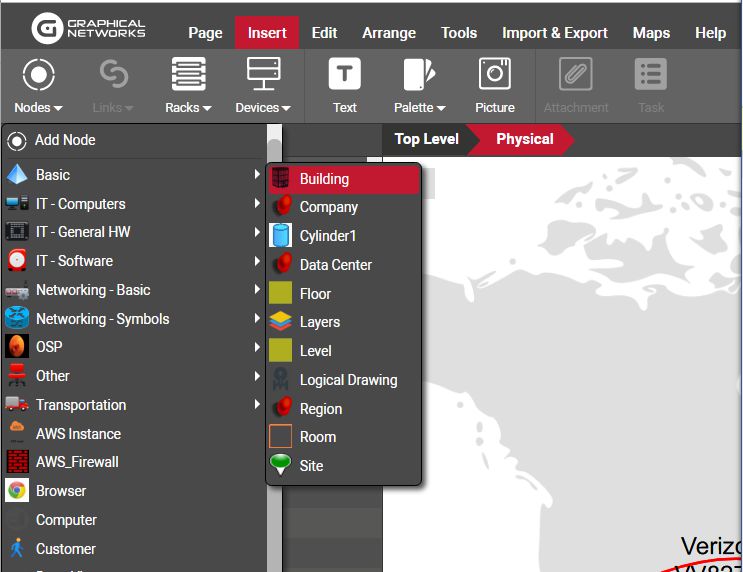 GRAPHICAL
NETWORKS
Page Insert Edit Arrange Tools Import & Export Maps Help
Nodes Links Racks Devices Text Palette Picture Attachment Task
Top Level Physical
Add Node
Basic
IT - Computers
IT - General HW
IT - Software
Networking - Basic
Networking - Symbols
OSP
Other
Transportation
AWS Instance
AWS_Firewall
Browser
Computer
Customer
Building
Company
Cylinder1
Data Center
Floor
Layers
Level
Logical Drawing
Region
Room
Site